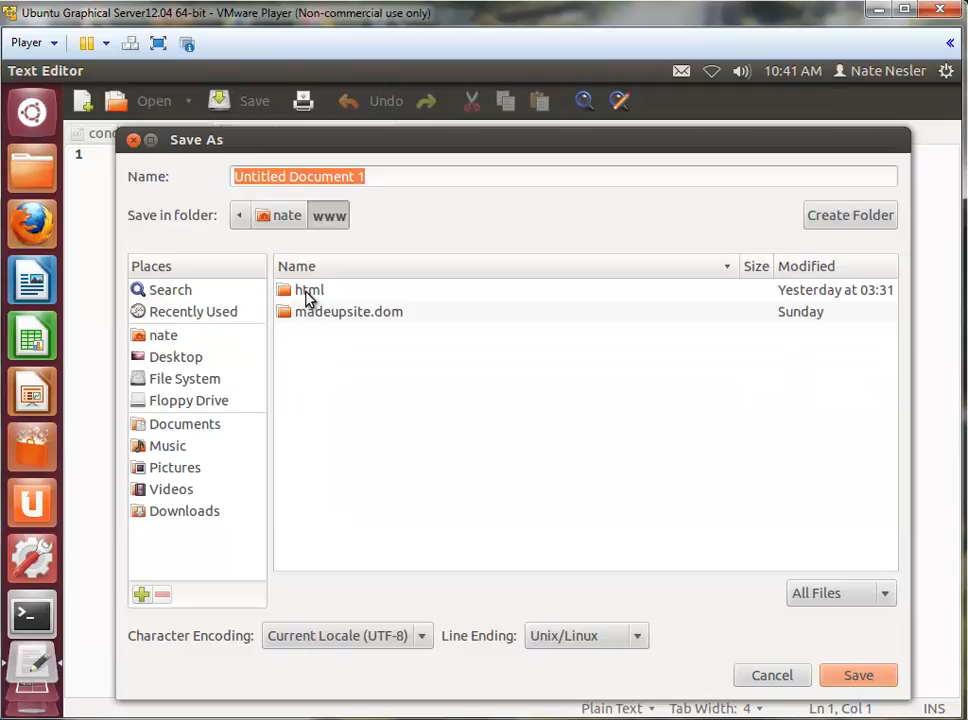 Ubuntu Graphical Server12.04 64-bit - VMware Player (Non-commercial use only)
Player
Text Editor
10:41 AM Nate Nesler
Open Save Undo
1
Save As
Name: Untitled Document 1
Save in folder: nate www Create Folder
Places Name Size Modified
Search html Yesterday at 03:31
Recently Used madeupsite.dom Sunday
nate
Desktop
File System
Floppy Drive
Documents
Music
Pictures
Videos
Downloads
All Files
Character Encoding: Current Locale (UTF-8) Line Ending: Unix/Linux
Cancel Save
Plain Text Tab Width: 4 Ln 1, Col 1 INS